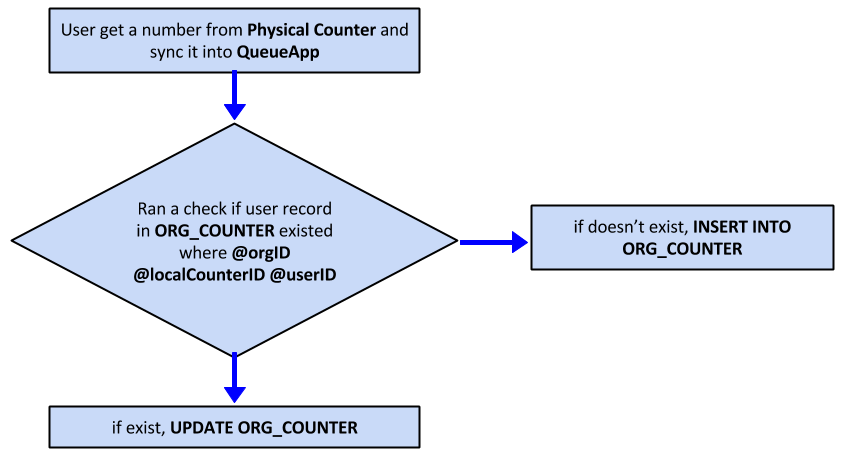 User get a number from Physical Counter and
sync it into QueueApp
Ran a check if user record
in ORG_COUNTER existed
where @orgID
@localCounterID @userID
if doesn’t exist, INSERT INTO
ORG_COUNTER
if exist, UPDATE ORG_COUNTER